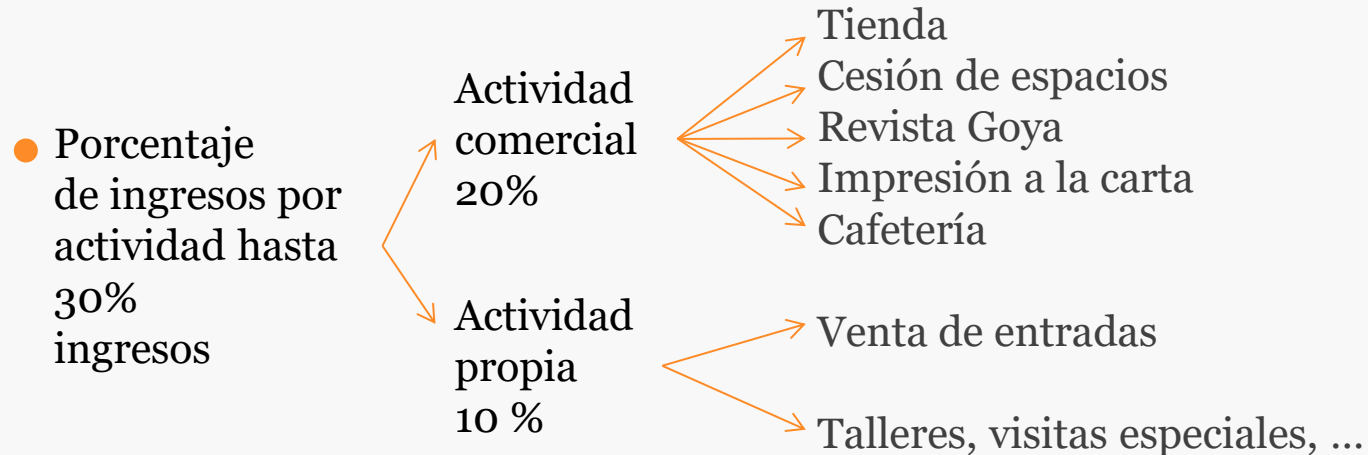 Porcentaje
de ingresos por
actividad hasta
30%
ingresos
Actividad
comercial
20%
Tienda
Cesión de espacios
Revista Goya
Impresión a la carta
Cafetería
Actividad
propia
10 %
Venta de entradas
Talleres, visitas especiales, ...